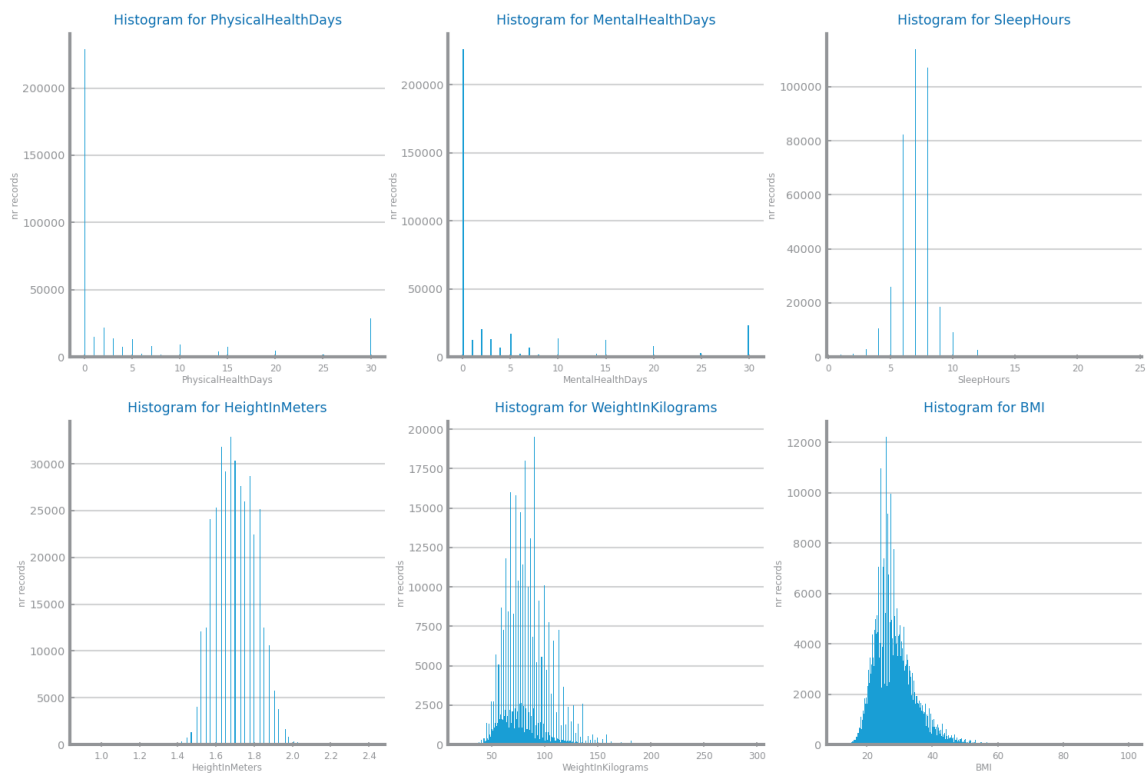 Histogram for PhysicalHealthDays
nr records
200000
150000
100000
50000
0
0 5 10 15 20 25 30
PhysicalHealthDays
Histogram for MentalHealthDays
nr records
200000
150000
100000
50000
0
0 5 10 15 20 25 30
MentalHealthDays
Histogram for SleepHours
nr records
100000
80000
60000
40000
20000
0
0 5 10 15 20 25
SleepHours
Histogram for HeightInMeters
nr records
30000
25000
20000
15000
10000
5000
0
1.0 1.2 1.4 1.6 1.8 2.0 2.2 2.4
HeightInMeters
Histogram for WeightInKilograms
nr records
20000
17500
15000
12500
10000
7500
5000
2500
0
50 100 150 200 250 300
WeightInKilograms
Histogram for BMI
nr records
12000
10000
8000
6000
4000
2000
0
20 40 60 80 100
BMI